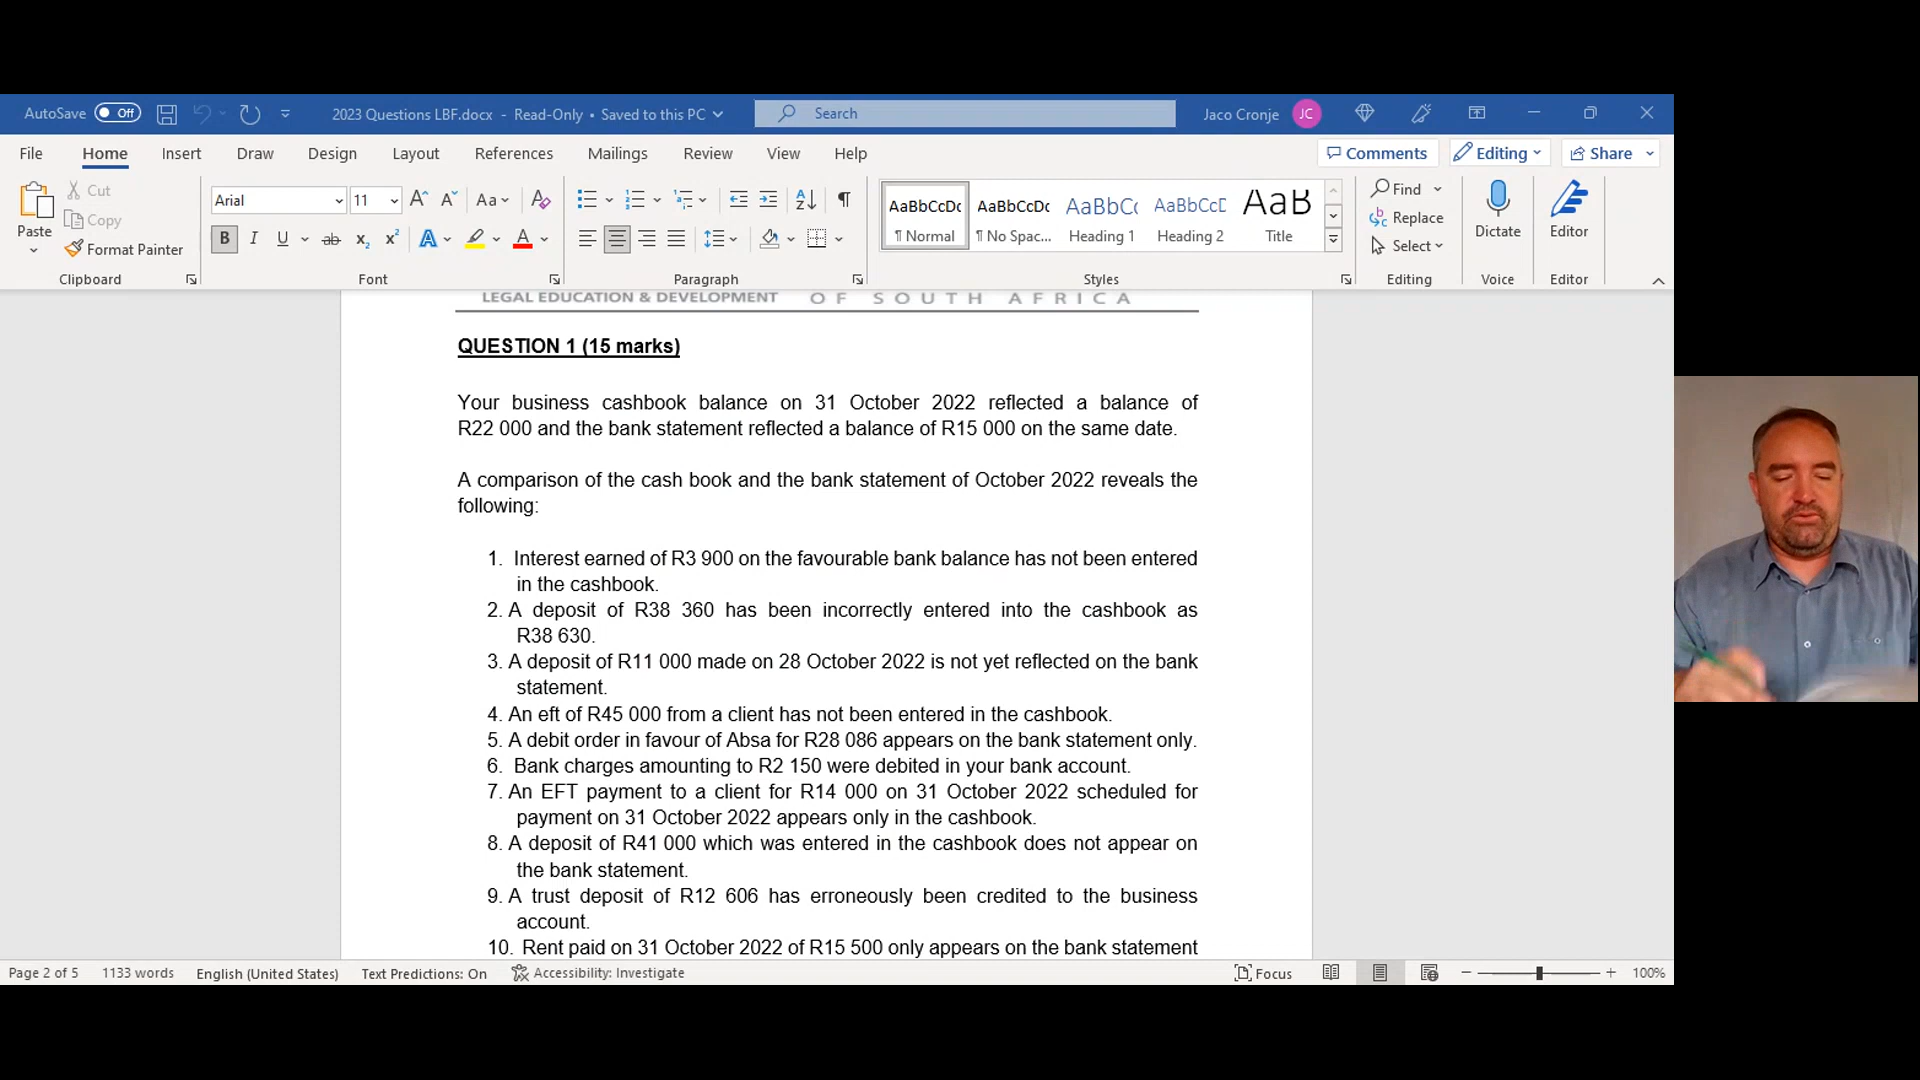 AutoSave Off 2023 Questions LBF.docx - Read-Only • Saved to this PC Search Jaco Cronje JC
File Home Insert Draw Design Layout References Mailings Review View Help Comments Editing Share
Paste Cut Copy Format Painter Clipboard
Arial 11 Font
Paragraph
AaBbCcDc ¶ Normal AaBbCcDc ¶ No Spac... AaBbCc Heading 1 AaBbCcD Heading 2 AaB Title Styles
Find Replace Select Editing
Dictate Voice
Editor Editor
LEGAL EDUCATION & DEVELOPMENT OF SOUTH AFRICA
QUESTION 1 (15 marks)
Your business cashbook balance on 31 October 2022 reflected a balance of
R22 000 and the bank statement reflected a balance of R15 000 on the same date.
A comparison of the cash book and the bank statement of October 2022 reveals the
following:
1. Interest earned of R3 900 on the favourable bank balance has not been entered
in the cashbook.
2. A deposit of R38 360 has been incorrectly entered into the cashbook as
R38 630.
3. A deposit of R11 000 made on 28 October 2022 is not yet reflected on the bank
statement.
4. An eft of R45 000 from a client has not been entered in the cashbook.
5. A debit order in favour of Absa for R28 086 appears on the bank statement only.
6. Bank charges amounting to R2 150 were debited in your bank account.
7. An EFT payment to a client for R14 000 on 31 October 2022 scheduled for
payment on 31 October 2022 appears only in the cashbook.
8. A deposit of R41 000 which was entered in the cashbook does not appear on
the bank statement.
9. A trust deposit of R12 606 has erroneously been credited to the business
account.
10. Rent paid on 31 October 2022 of R15 500 only appears on the bank statement
Page 2 of 5 1133 words English (United States) Text Predictions: On Accessibility: Investigate Focus 100%